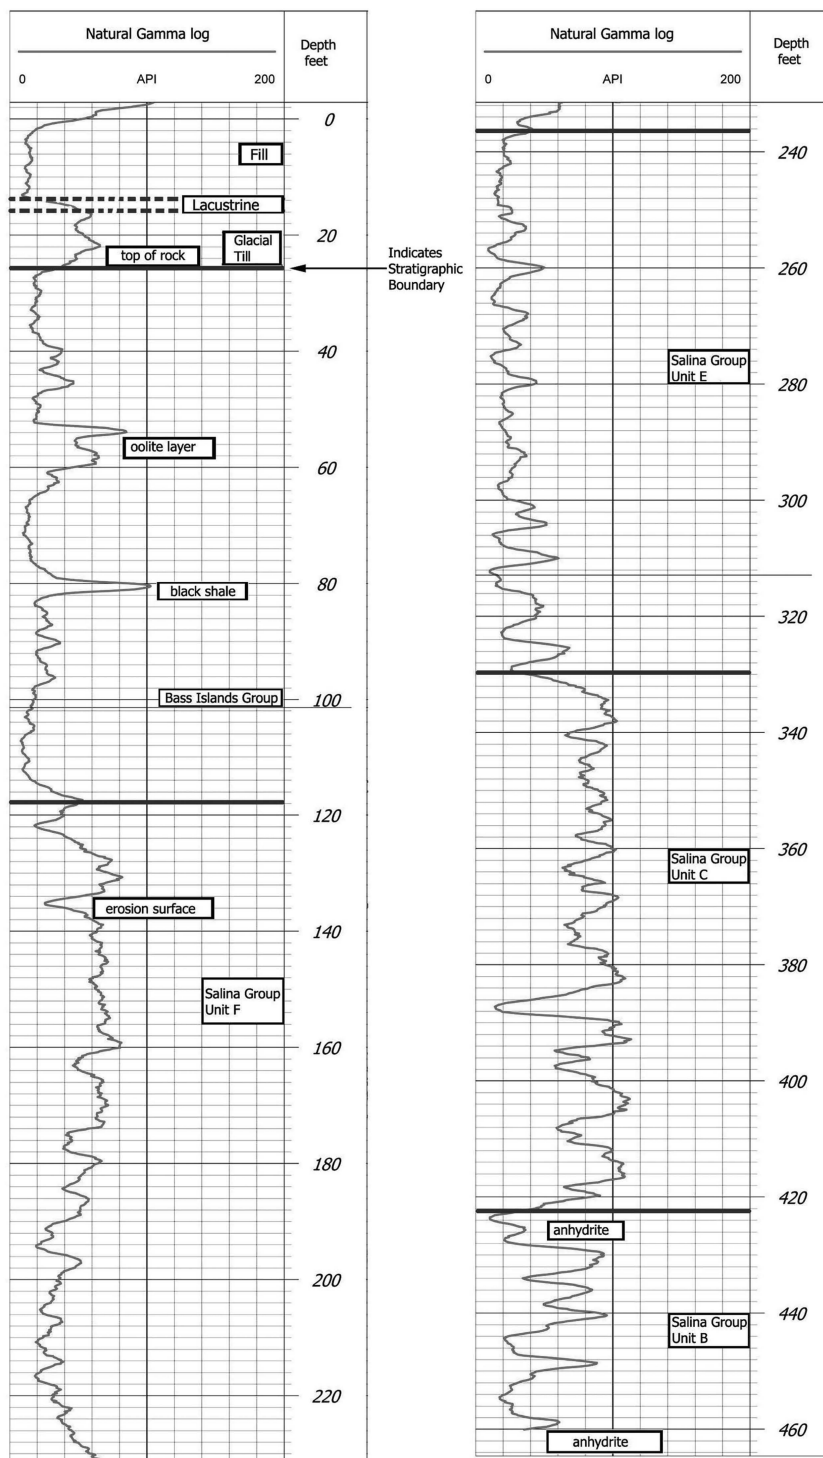 Natural Gamma log
Depth
feet
0 API 200
0
Fill
Lacustrine
20
Glacial
Till
top of rock
40
oolite layer
60
80
black shale
Bass Islands Group
100
120
erosion surface
140
Salina Group
Unit F
160
180
200
220
Indicates
Stratigraphic
Boundary
Natural Gamma log
Depth
feet
0 API 200
240
260
Salina Group
Unit E
280
300
320
340
Salina Group
Unit C
360
380
400
420
anhydrite
440
Salina Group
Unit B
460
anhydrite